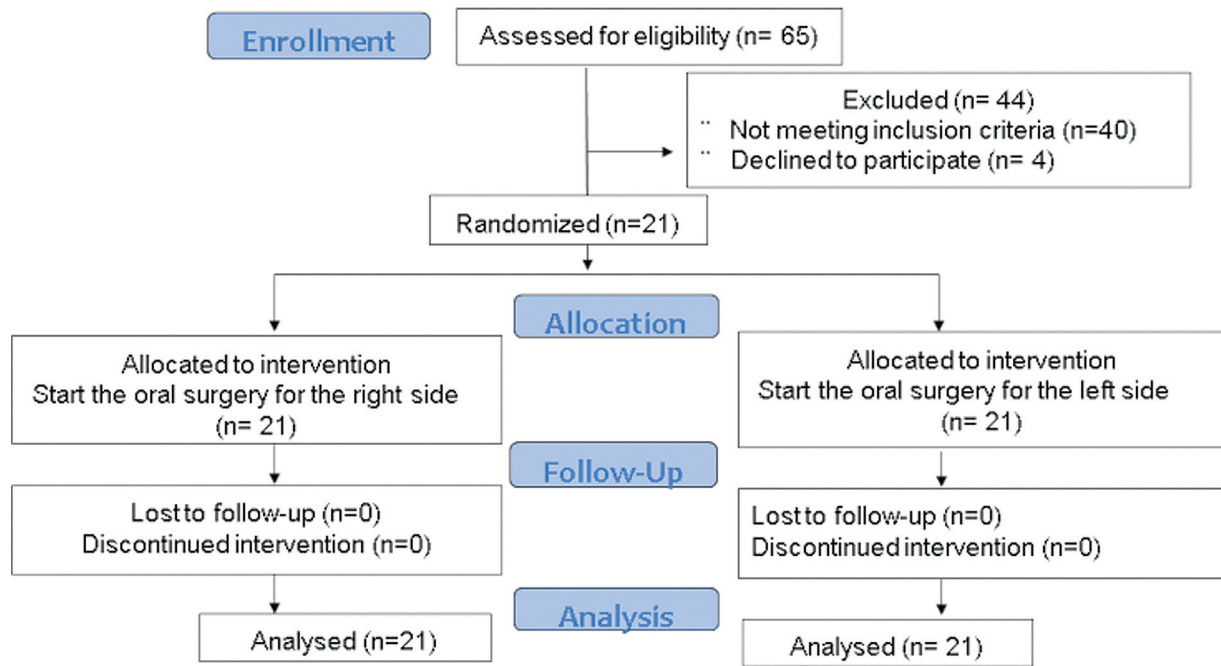 Enrollment
Assessed for eligibility (n= 65)
Excluded (n= 44)
¨ Not meeting inclusion criteria (n=40)
¨ Declined to participate (n= 4)
Randomized (n=21)
Allocation
Allocated to intervention
Start the oral surgery for the right side
(n= 21)
Allocated to intervention
Start the oral surgery for the left side
(n= 21)
Follow-Up
Lost to follow-up (n=0)
Discontinued intervention (n=0)
Lost to follow-up (n=0)
Discontinued intervention (n=0)
Analysis
Analysed (n=21)
Analysed (n= 21)